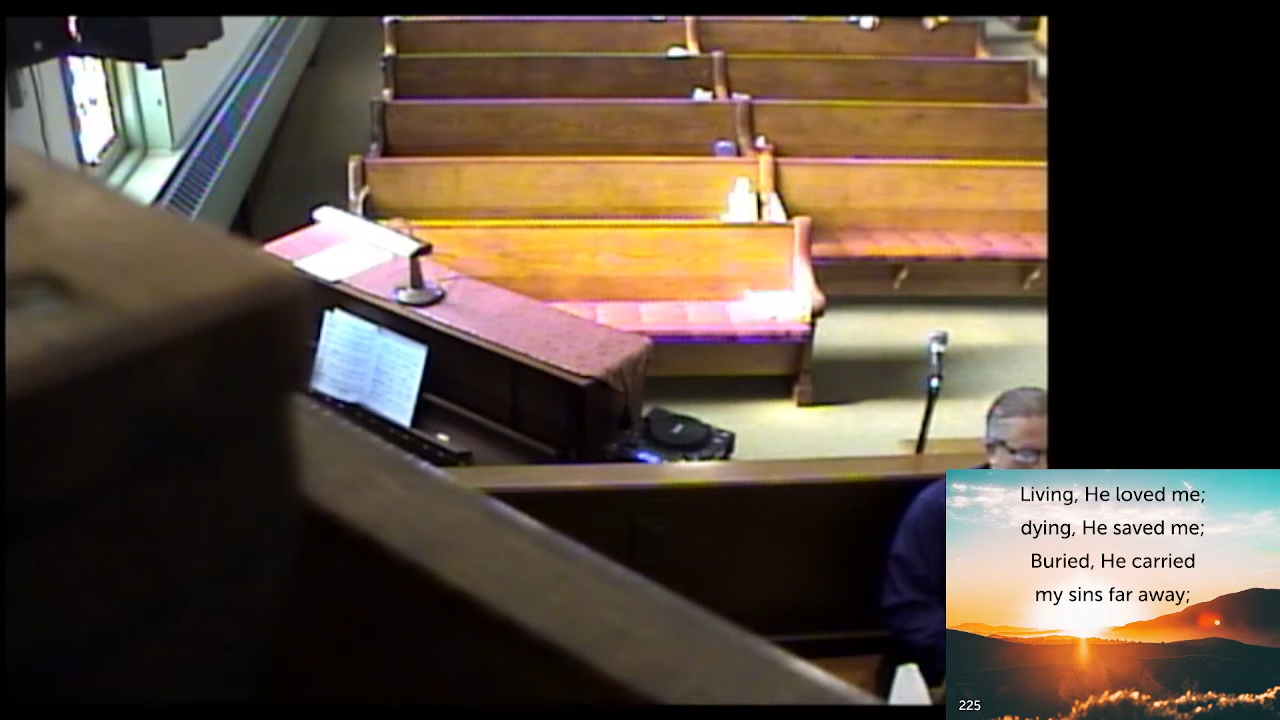 Living, He loved me;
dying, He saved me;
Buried, He carried
my sins far away;
225